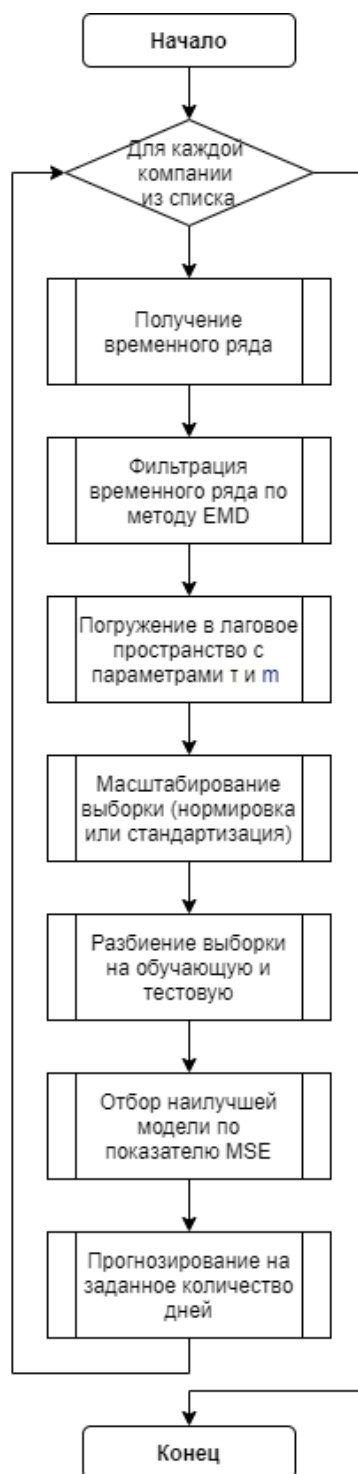 Начало
Для каждой
компании
из списка
Получение
временного ряда
Фильтрация
временного ряда по
методу EMD
Погружение в лаговое
пространство с
параметрами τ и m
Масштабирование
выборки (нормировка
или стандартизация)
Разбиение выборки
на обучающую и
тестовую
Отбор наилучшей
модели по
показателю MSE
Прогнозирование на
заданное количество
дней
Конец